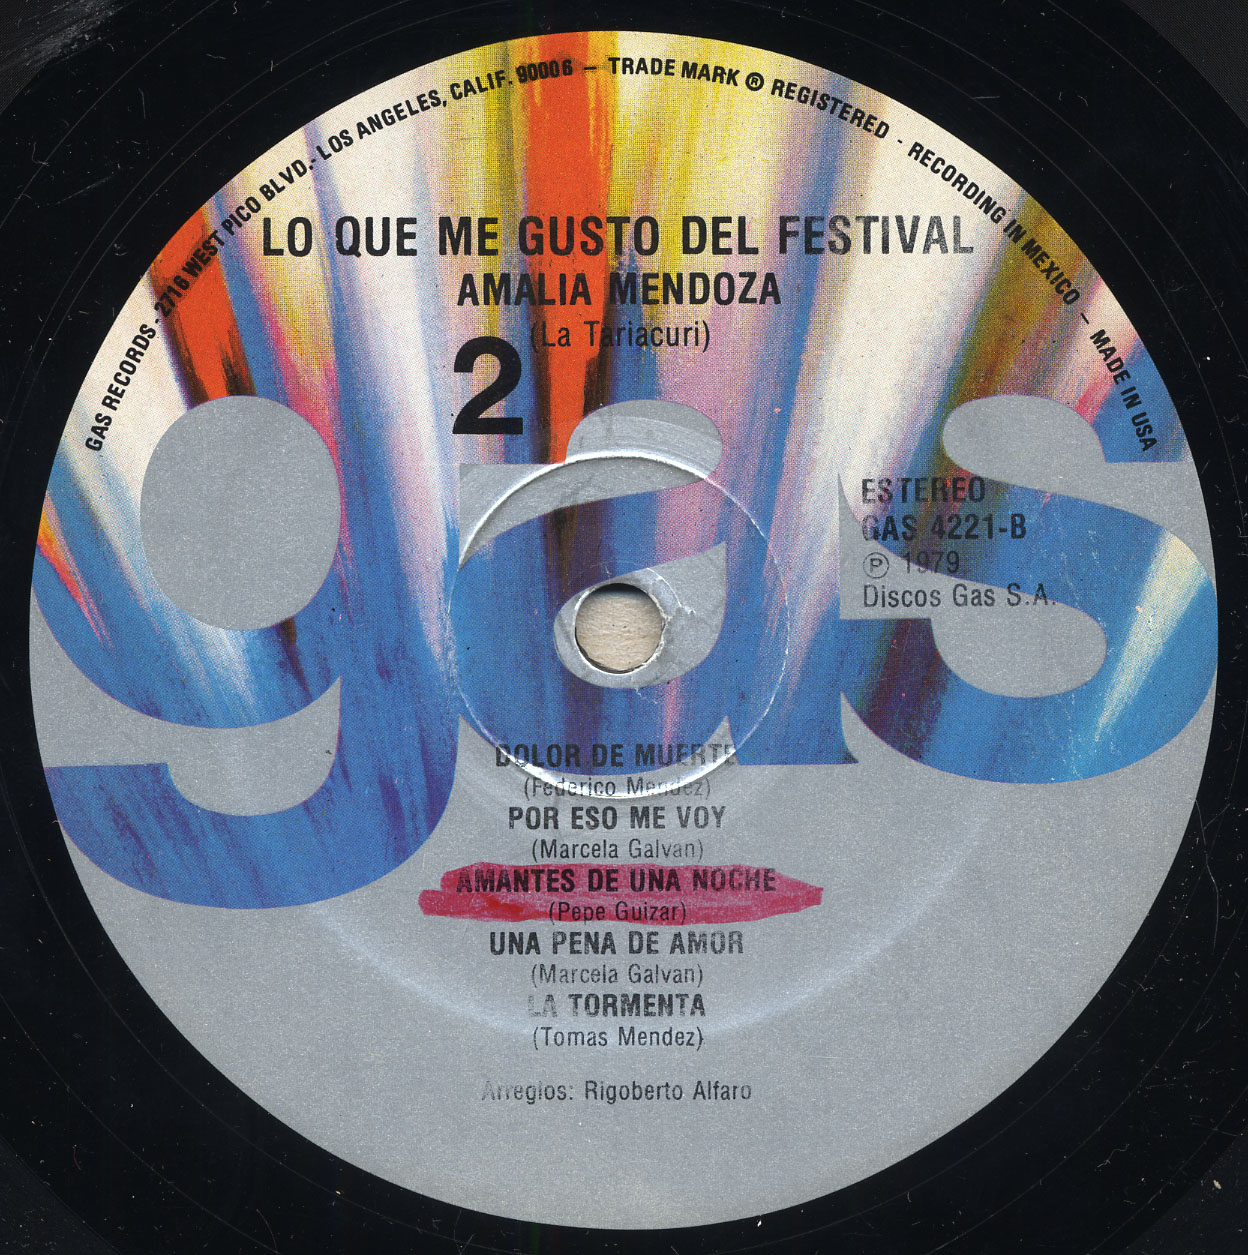 GAS RECORDS - 2716 WEST PICO BLVD. - LOS ANGELES, CALIF. 90006 – TRADE MARK ® REGISTERED - RECORDING IN MEXICO – MADE IN USA
LO QUE ME GUSTO DEL FESTIVAL
AMALIA MENDOZA
(La Tariacuri)
2
gas
ESTEREO
GAS 4221-B
Ⓟ 1979
Discos Gas S.A.
DOLOR DE MUERTE
(Federico Mendez)
POR ESO ME VOY
(Marcela Galvan)
AMANTES DE UNA NOCHE
(Pepe Guizar)
UNA PENA DE AMOR
(Marcela Galvan)
LA TORMENTA
(Tomas Mendez)
Arreglos: Rigoberto Alfaro